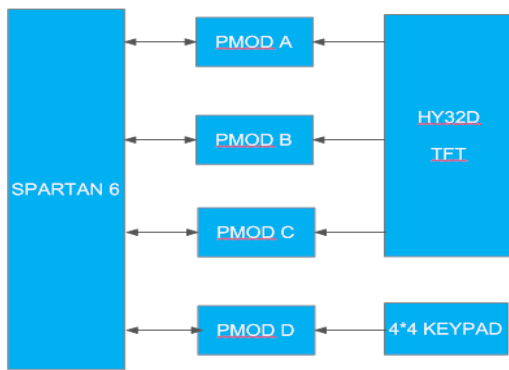 SPARTAN 6
PMOD A
PMOD B
PMOD C
PMOD D
HY32D
TFT
4*4 KEYPAD